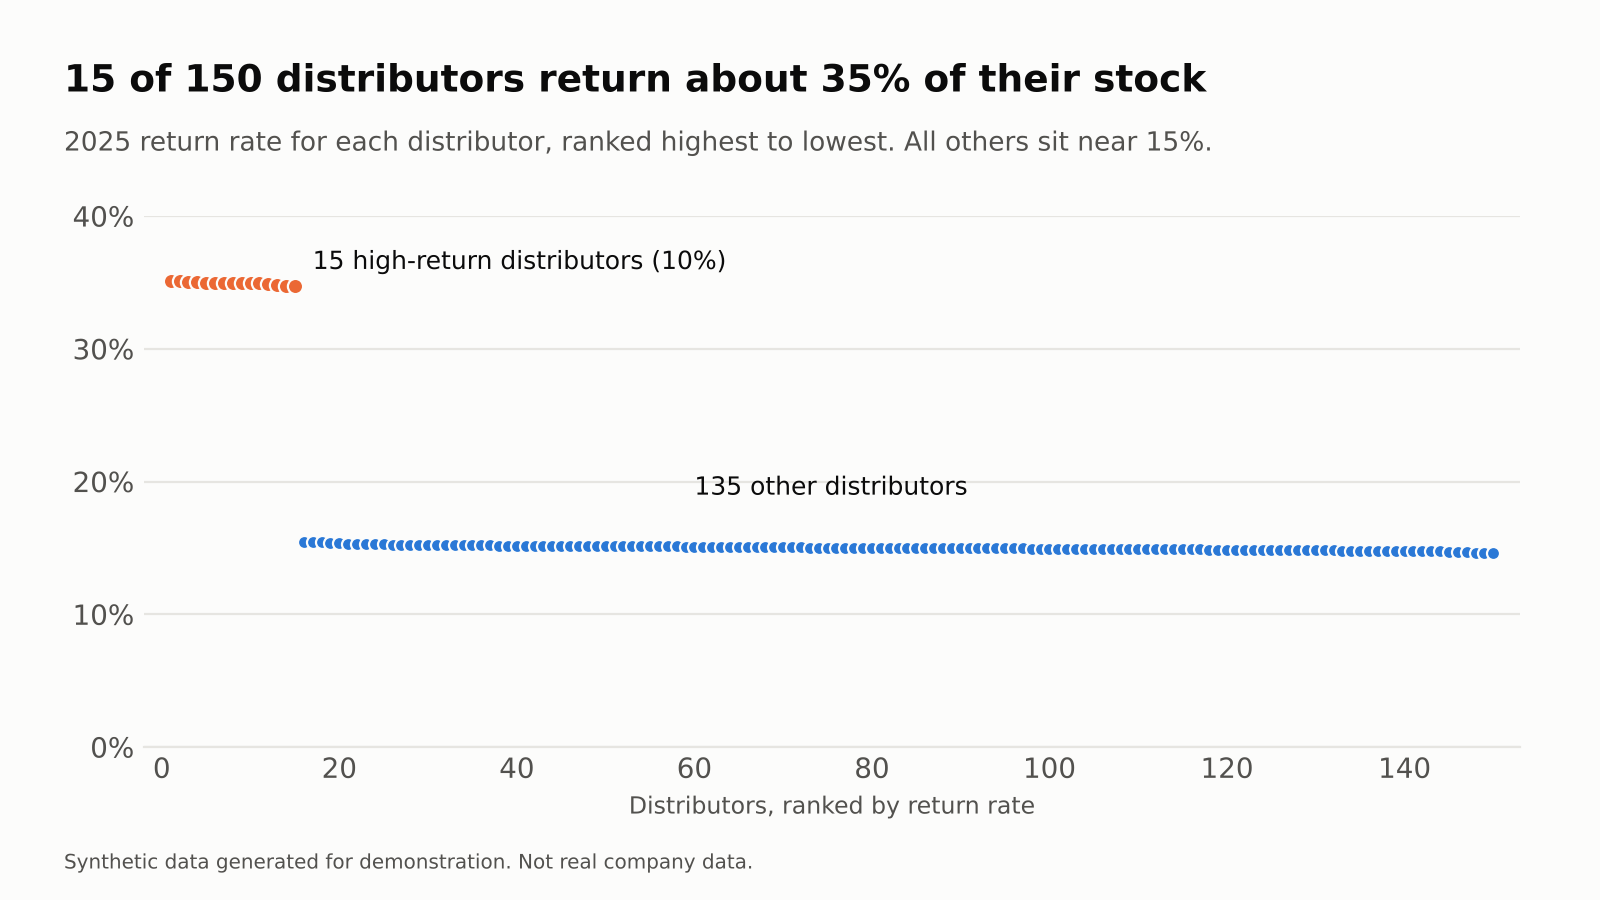 15 of 150 distributors return about 35% of their stock
2025 return rate for each distributor, ranked highest to lowest. All others sit near 15%.
40%
15 high-return distributors (10%)
30%
20%
135 other distributors
10%
0%
0 20 40 60 80 100 120 140
Distributors, ranked by return rate
Synthetic data generated for demonstration. Not real company data.